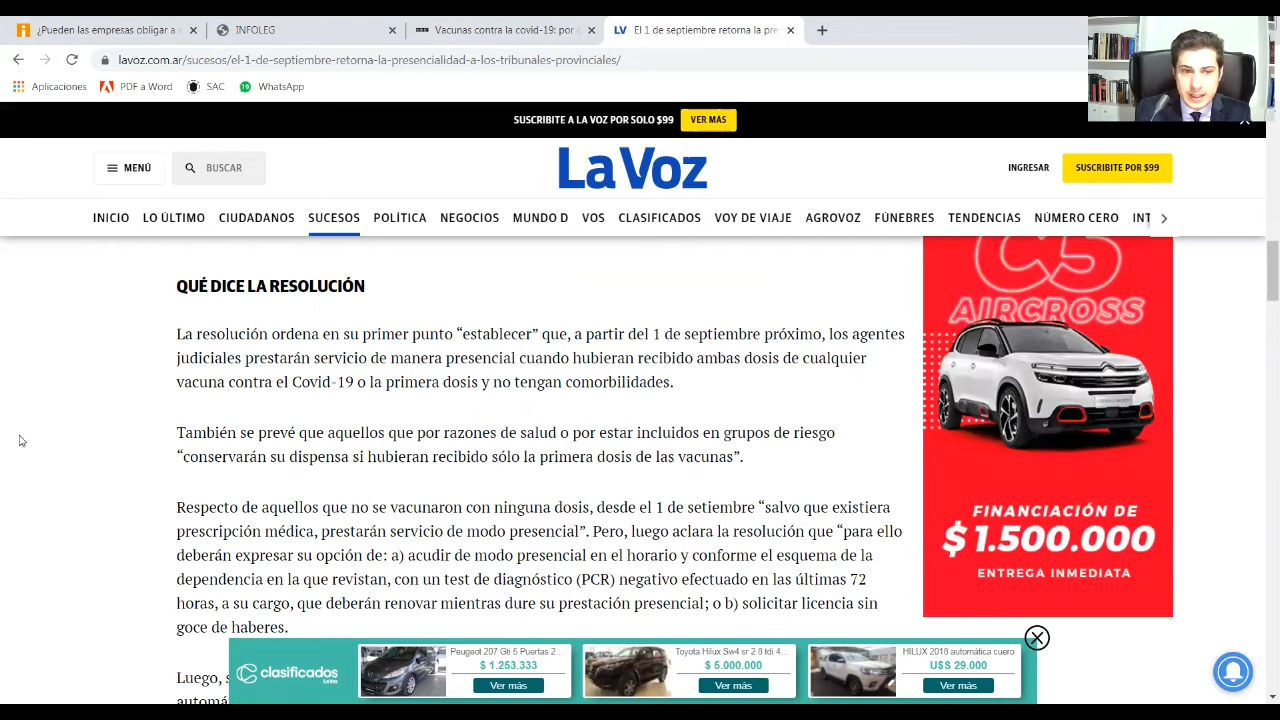 ¿Pueden las empresas obligar a
INFOLEG
Vacunas contra la covid-19: por
LV El 1 de septiembre retorna la pre
lavoz.com.ar/sucesos/el-1-de-septiembre-retorna-la-presencialidad-a-los-tribunales-provinciales/
Aplicaciones PDF a Word SAC 19 WhatsApp
SUSCRIBITE A LA VOZ POR SOLO $99 VER MÁS
MENÚ BUSCAR La Voz INGRESAR SUSCRIBITE POR $99
INICIO LO ÚLTIMO CIUDADANOS SUCESOS POLÍTICA NEGOCIOS MUNDO D VOS CLASIFICADOS VOY DE VIAJE AGROVOZ FÚNEBRES TENDENCIAS NÚMERO CERO INT
QUÉ DICE LA RESOLUCIÓN
La resolución ordena en su primer punto “establecer” que, a partir del 1 de septiembre próximo, los agentes
judiciales prestarán servicio de manera presencial cuando hubieran recibido ambas dosis de cualquier
vacuna contra el Covid-19 o la primera dosis y no tengan comorbilidades.
También se prevé que aquellos que por razones de salud o por estar incluidos en grupos de riesgo
“conservarán su dispensa si hubieran recibido sólo la primera dosis de las vacunas”.
Respecto de aquellos que no se vacunaron con ninguna dosis, desde el 1 de setiembre “salvo que existiera
prescripción médica, prestarán servicio de modo presencial”. Pero, luego aclara la resolución que “para ello
deberán expresar su opción de: a) acudir de modo presencial en el horario y conforme el esquema de la
dependencia en la que revistan, con un test de diagnóstico (PCR) negativo efectuado en las últimas 72
horas, a su cargo, que deberán renovar mientras dure su prestación presencial; o b) solicitar licencia sin
goce de haberes.
Luego, s
automá
C5
AIRCROSS
FINANCIACIÓN DE
$ 1.500.000
ENTREGA INMEDIATA
clasificados
La Voz
Peugeot 207 Gti 5 Puertas 2...
$ 1.253.333
Ver más
Toyota Hilux Sw4 sr 2.8 tdi 4...
$ 5.000.000
Ver más
HILUX 2018 automática cuero
U$S 29.000
Ver más